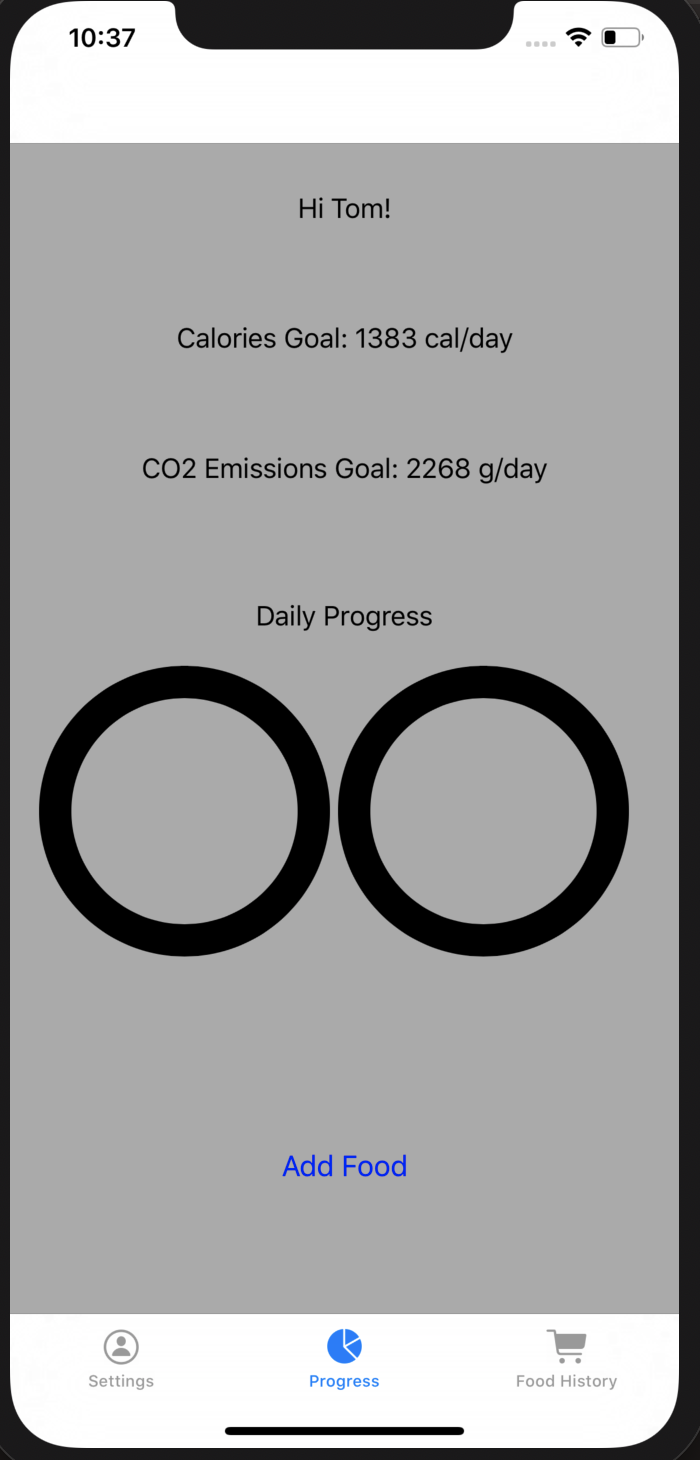 10:37
Hi Tom!
Calories Goal: 1383 cal/day
CO2 Emissions Goal: 2268 g/day
Daily Progress
Add Food
Settings
Progress
Food History